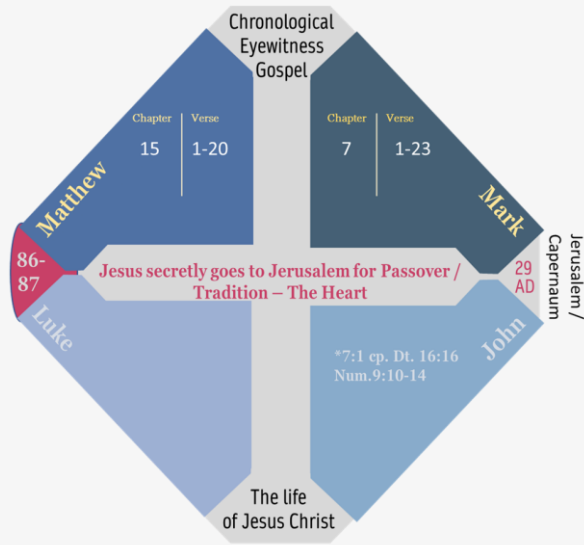 Chronological
Eyewitness
Gospel
Chapter Verse
15 1-20
Matthew
Chapter Verse
7 1-23
Mark
86-
87
Jesus secretly goes to Jerusalem for Passover /
Tradition – The Heart
29
AD
Jerusalem /
Capernaum
Luke
*7:1 cp. Dt. 16:16
Num.9:10-14
John
The life
of Jesus Christ